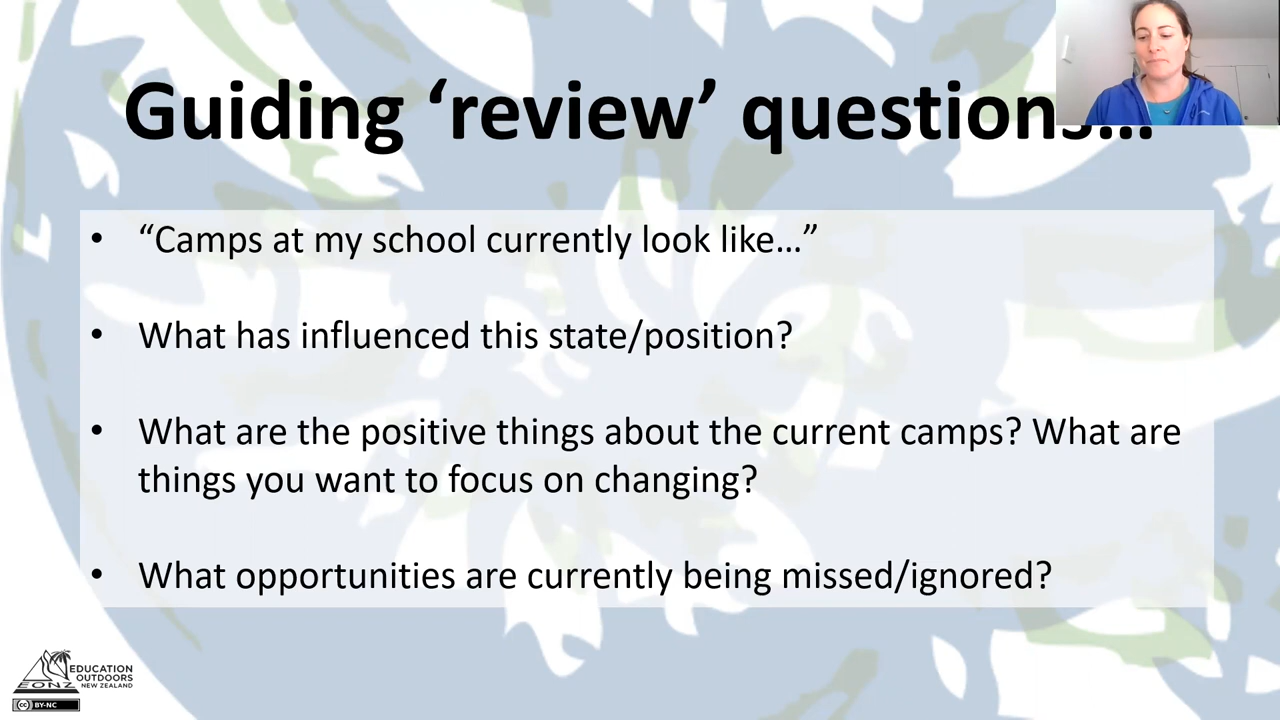 Guiding ‘review’ questions…
• “Camps at my school currently look like…”
• What has influenced this state/position?
• What are the positive things about the current camps? What are
things you want to focus on changing?
• What opportunities are currently being missed/ignored?
EDUCATION
OUTDOORS
NEW ZEALAND
EONZ
cc BY-NC